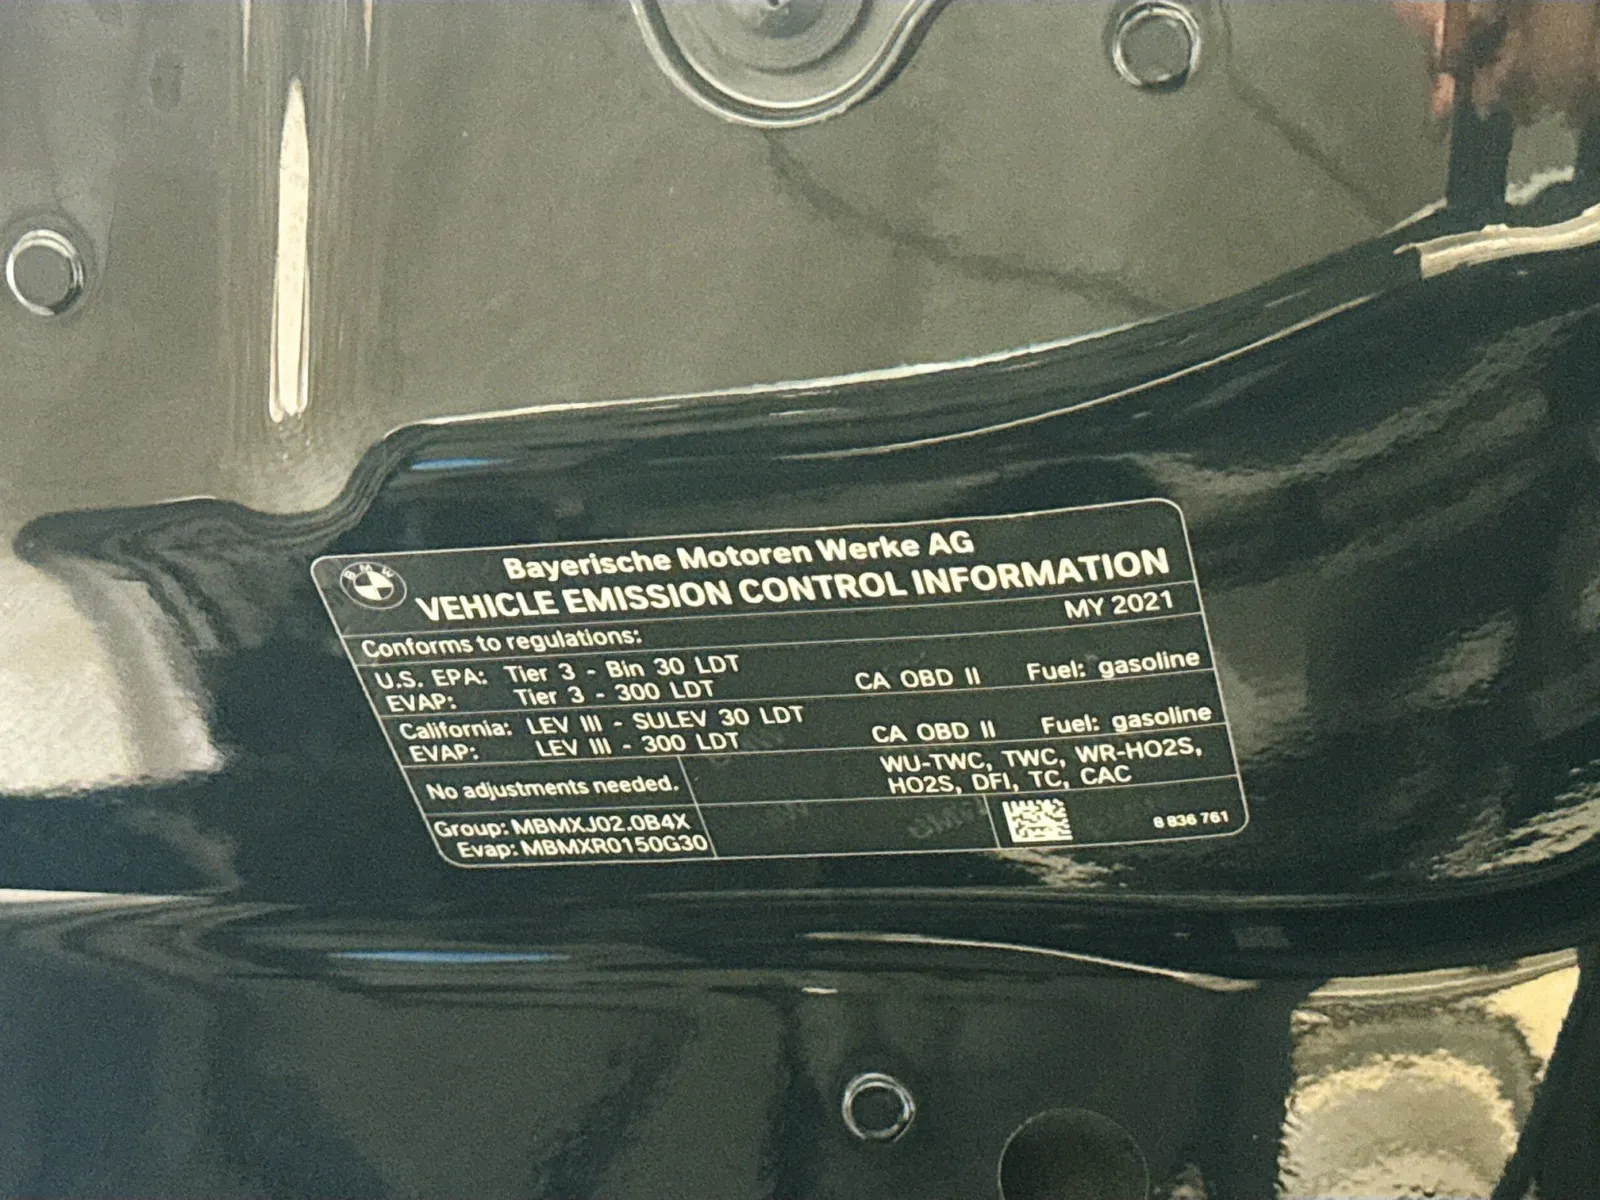 BMW
Bayerische Motoren Werke AG
VEHICLE EMISSION CONTROL INFORMATION
MY 2021
Conforms to regulations:
U.S. EPA: Tier 3 - Bin 30 LDT
EVAP: Tier 3 - 300 LDT CA OBD II Fuel: gasoline
California: LEV III - SULEV 30 LDT
EVAP: LEV III - 300 LDT CA OBD II Fuel: gasoline
No adjustments needed. WU-TWC, TWC, WR-HO2S,
HO2S, DFI, TC, CAC
Group: MBMXJ02.0B4X
Evap: MBMXR0150G30
8 836 761